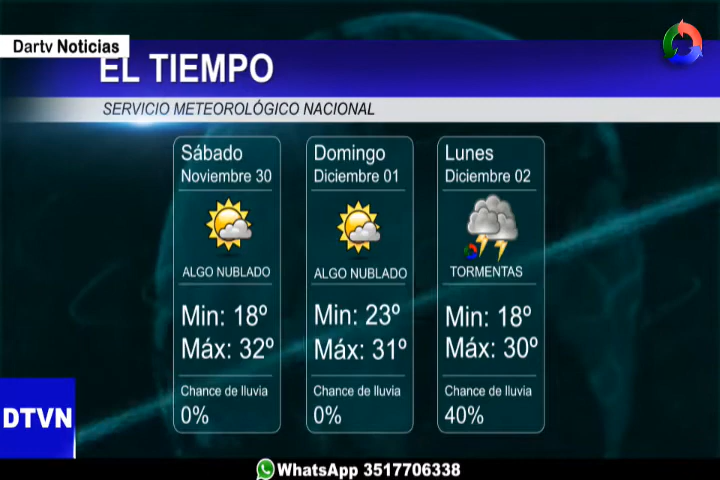 Dartv Noticias
EL TIEMPO
SERVICIO METEOROLÓGICO NACIONAL
Sábado
Noviembre 30
ALGO NUBLADO
Min: 18º
Máx: 32º
Chance de lluvia
0%
Domingo
Diciembre 01
ALGO NUBLADO
Min: 23º
Máx: 31º
Chance de lluvia
0%
Lunes
Diciembre 02
TORMENTAS
Min: 18º
Máx: 30º
Chance de lluvia
40%
DTVN
WhatsApp 3517706338